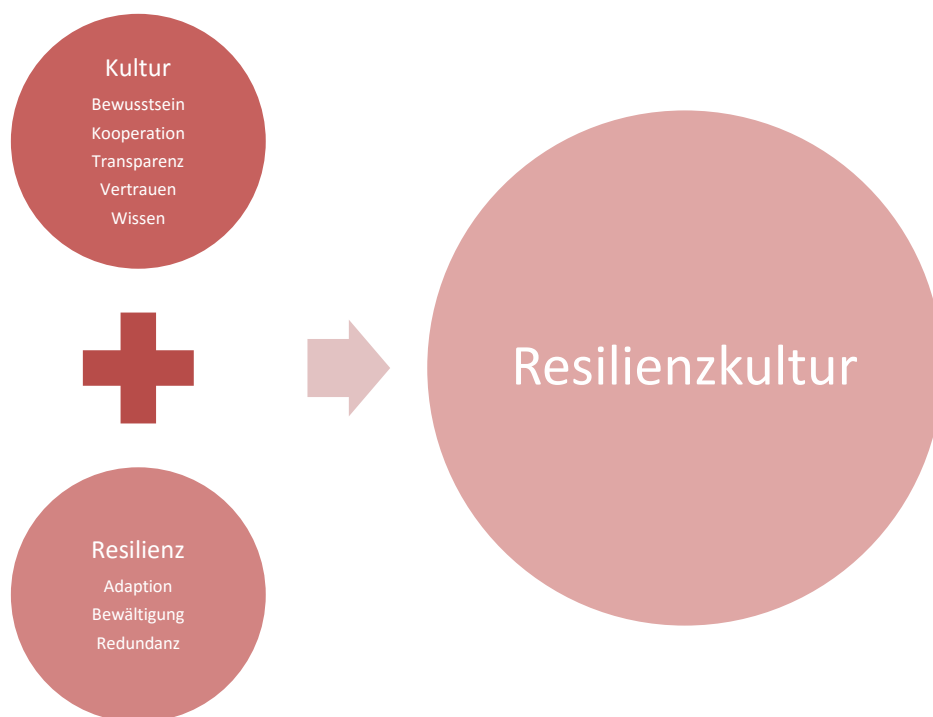 Kultur
Bewusstsein
Kooperation
Transparenz
Vertrauen
Wissen
Resilienz
Adaption
Bewältigung
Redundanz
Resilienzkultur